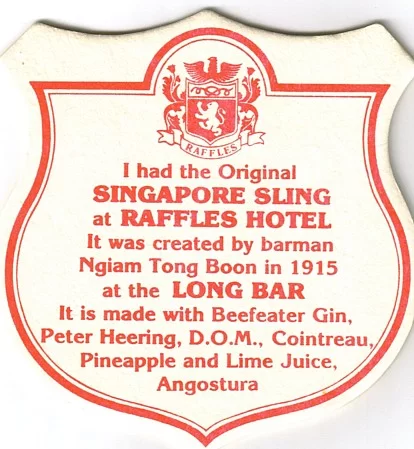 RAFFLES
I had the Original
SINGAPORE SLING
at RAFFLES HOTEL
It was created by barman
Ngiam Tong Boon in 1915
at the LONG BAR
It is made with Beefeater Gin,
Peter Heering, D.O.M., Cointreau,
Pineapple and Lime Juice,
Angostura